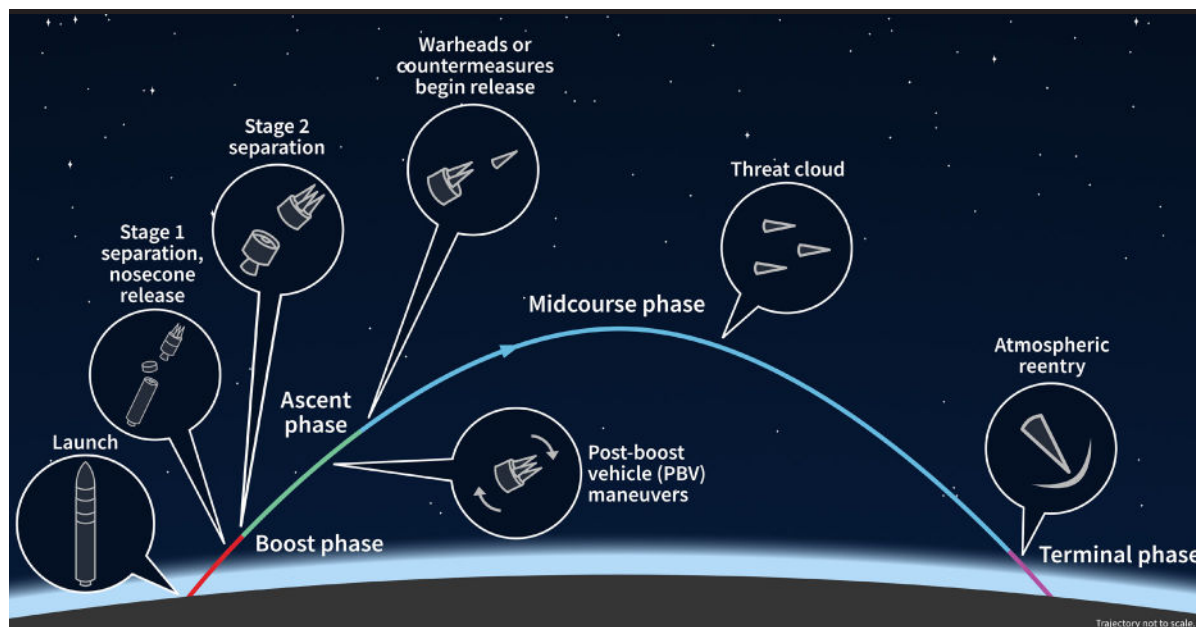 Warheads or
countermeasures
begin release
Stage 2
separation
Threat cloud
Stage 1
separation,
nosecone
release
Midcourse phase
Atmospheric
reentry
Ascent
phase
Launch
Post-boost
vehicle (PBV)
maneuvers
Boost phase
Terminal phase
Trajectory not to scale.